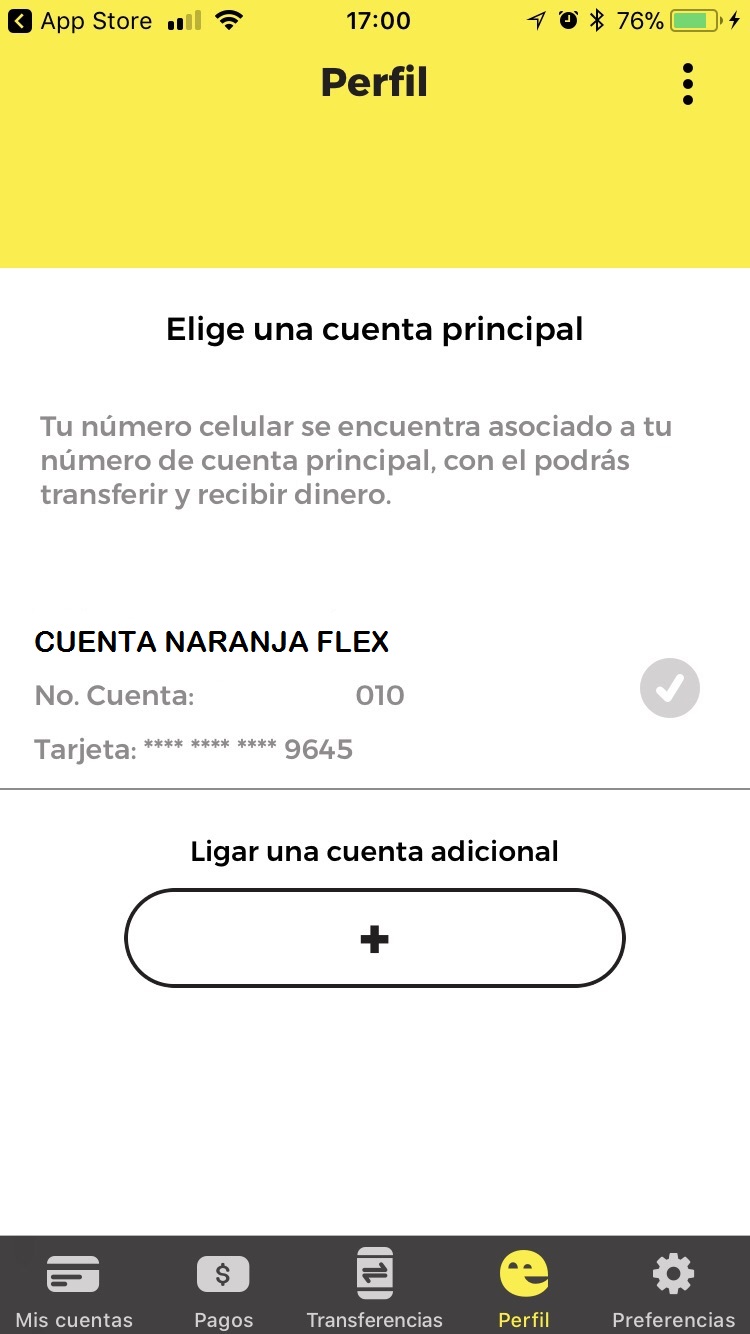 App Store 17:00 76%
Perfil
Elige una cuenta principal
Tu número celular se encuentra asociado a tu
número de cuenta principal, con el podrás
transferir y recibir dinero.
CUENTA NARANJA FLEX
No. Cuenta: 010
Tarjeta: **** **** **** 9645
Ligar una cuenta adicional
+
$
Mis cuentas Pagos Transferencias Perfil Preferencias